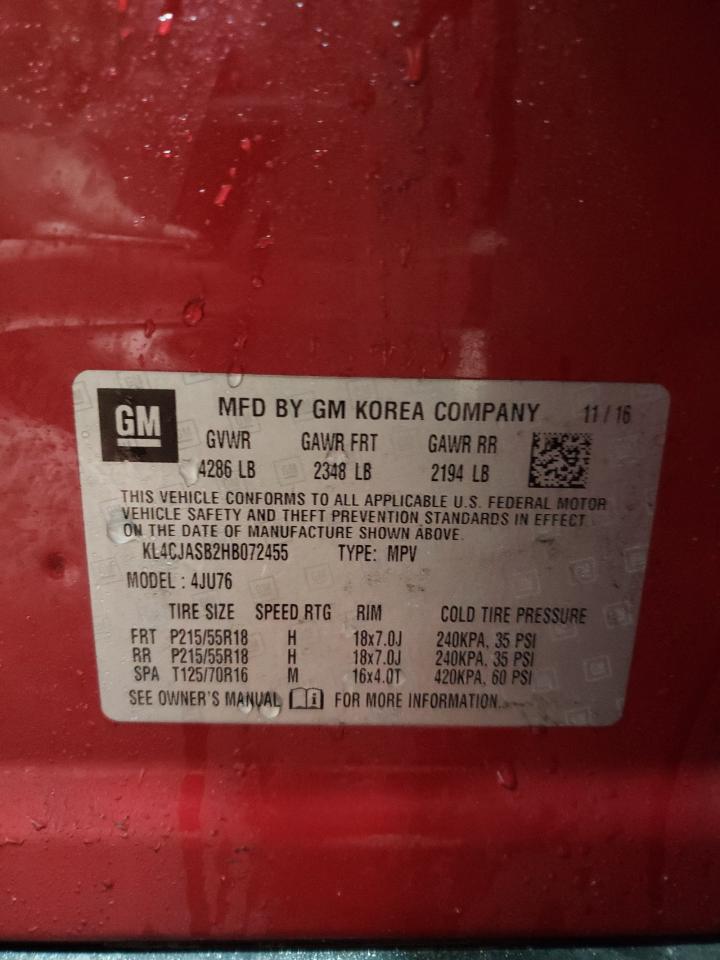 GM
MFD BY GM KOREA COMPANY 11 / 16
GVWR GAWR FRT GAWR RR
4286 LB 2348 LB 2194 LB
THIS VEHICLE CONFORMS TO ALL APPLICABLE U.S. FEDERAL MOTOR
VEHICLE SAFETY AND THEFT PREVENTION STANDARDS IN EFFECT
ON THE DATE OF MANUFACTURE SHOWN ABOVE.
KL4CJASB2HB072455 TYPE: MPV
MODEL : 4JU76
TIRE SIZE SPEED RTG RIM COLD TIRE PRESSURE
FRT P215/55R18 H 18x7.0J 240KPA, 35 PSI
RR P215/55R18 H 18x7.0J 240KPA, 35 PSI
SPA T125/70R16 M 16x4.0T 420KPA, 60 PSI
SEE OWNER'S MANUAL FOR MORE INFORMATION.